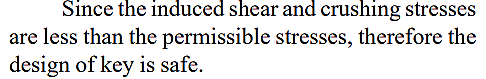 Since the induced shear and crushing stresses
are less than the permissible stresses, therefore the
design of key is safe.